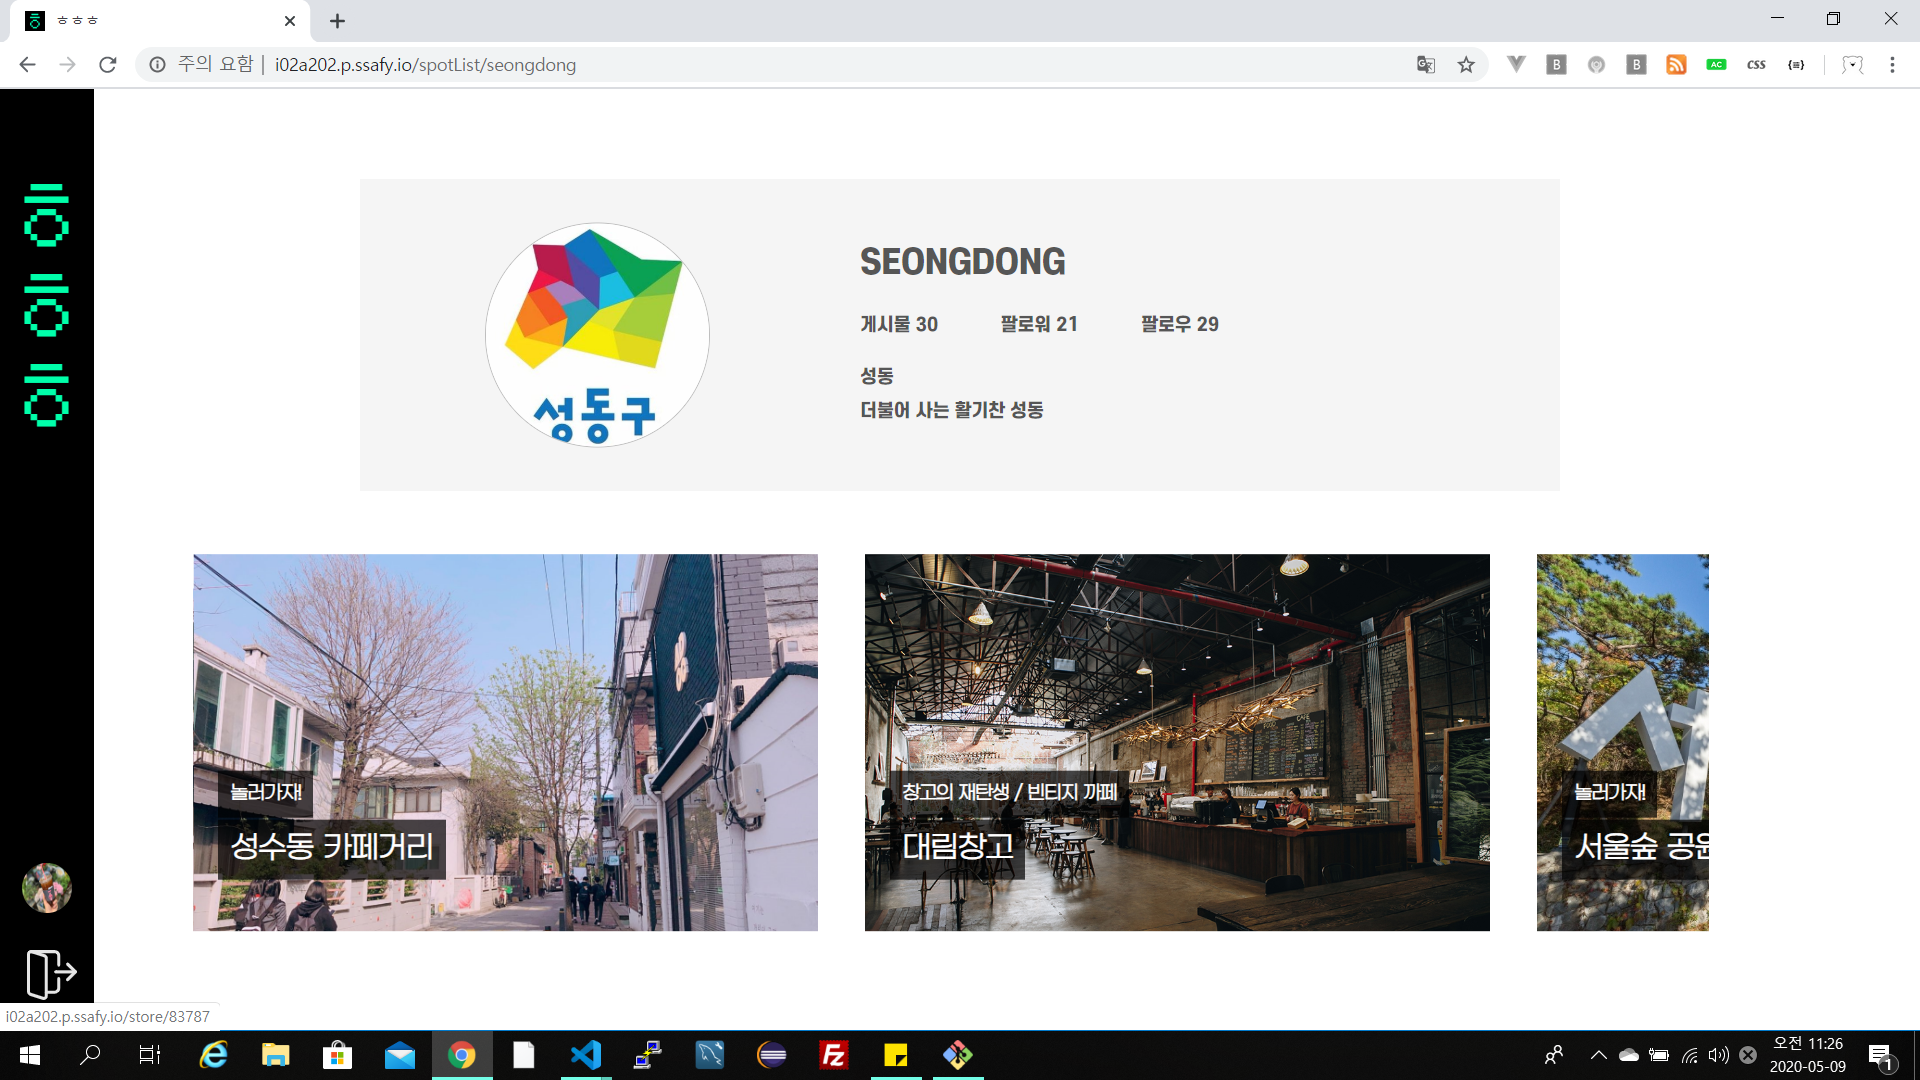 ㅎㅎㅎ
주의 요함 | i02a202.p.ssafy.io/spotList/seongdong
B
B
AC
CSS
{≡}
ㅎ
ㅎ
ㅎ
성동구
SEONGDONG
게시물 30 팔로워 21 팔로우 29
성동
더불어 사는 활기찬 성동
놀러가자!
성수동 카페거리
창고의 재탄생 / 빈티지 까페
대림창고
놀러가자!
서울숲 공원
i02a202.p.ssafy.io/store/83787
오전 11:26
2020-05-09
1